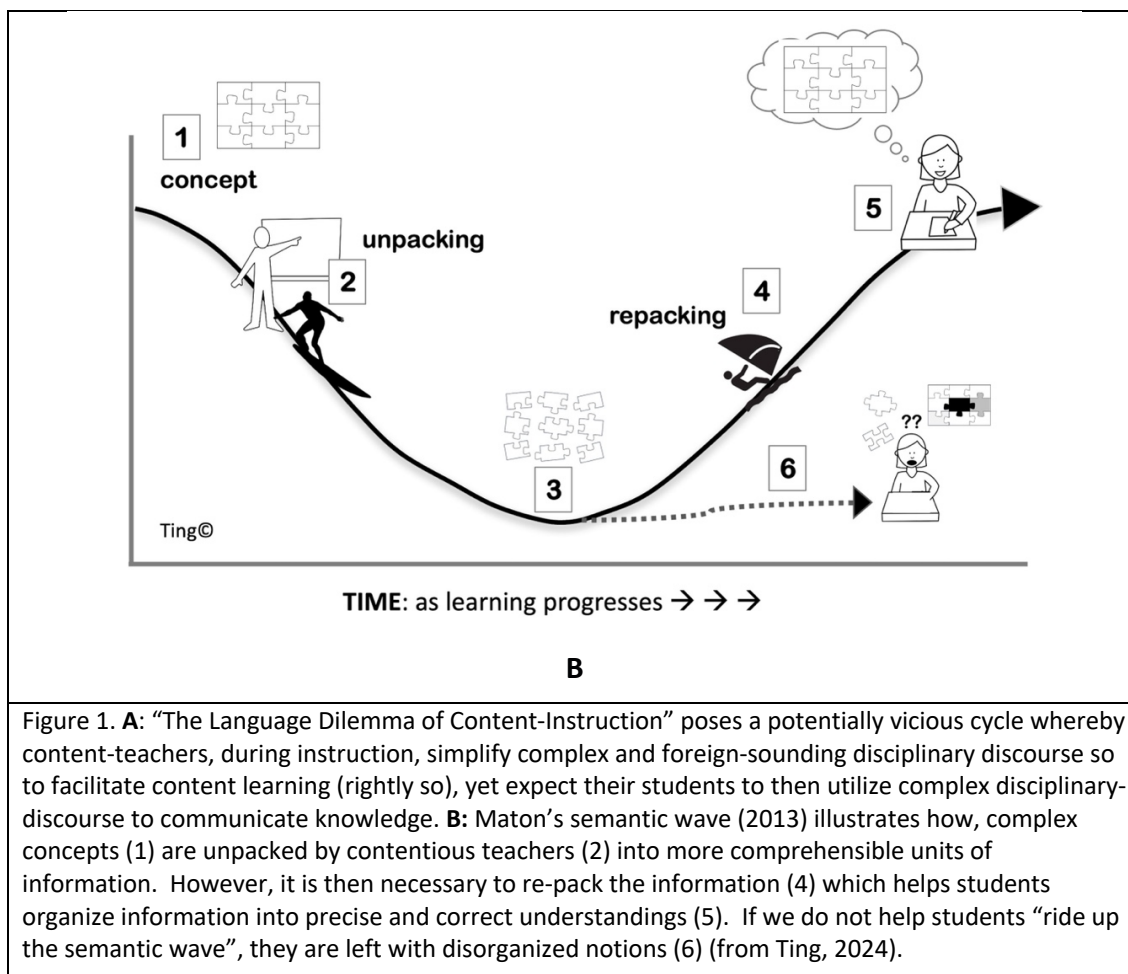 1
concept
unpacking
2
5
4
repacking
??
3
6
Ting©
TIME: as learning progresses → → →
B
Figure 1. A: “The Language Dilemma of Content-Instruction” poses a potentially vicious cycle whereby
content-teachers, during instruction, simplify complex and foreign-sounding disciplinary discourse so
to facilitate content learning (rightly so), yet expect their students to then utilize complex disciplinary-
discourse to communicate knowledge. B: Maton’s semantic wave (2013) illustrates how, complex
concepts (1) are unpacked by contentious teachers (2) into more comprehensible units of
information.  However, it is then necessary to re-pack the information (4) which helps students
organize information into precise and correct understandings (5).  If we do not help students “ride up
the semantic wave”, they are left with disorganized notions (6) (from Ting, 2024).